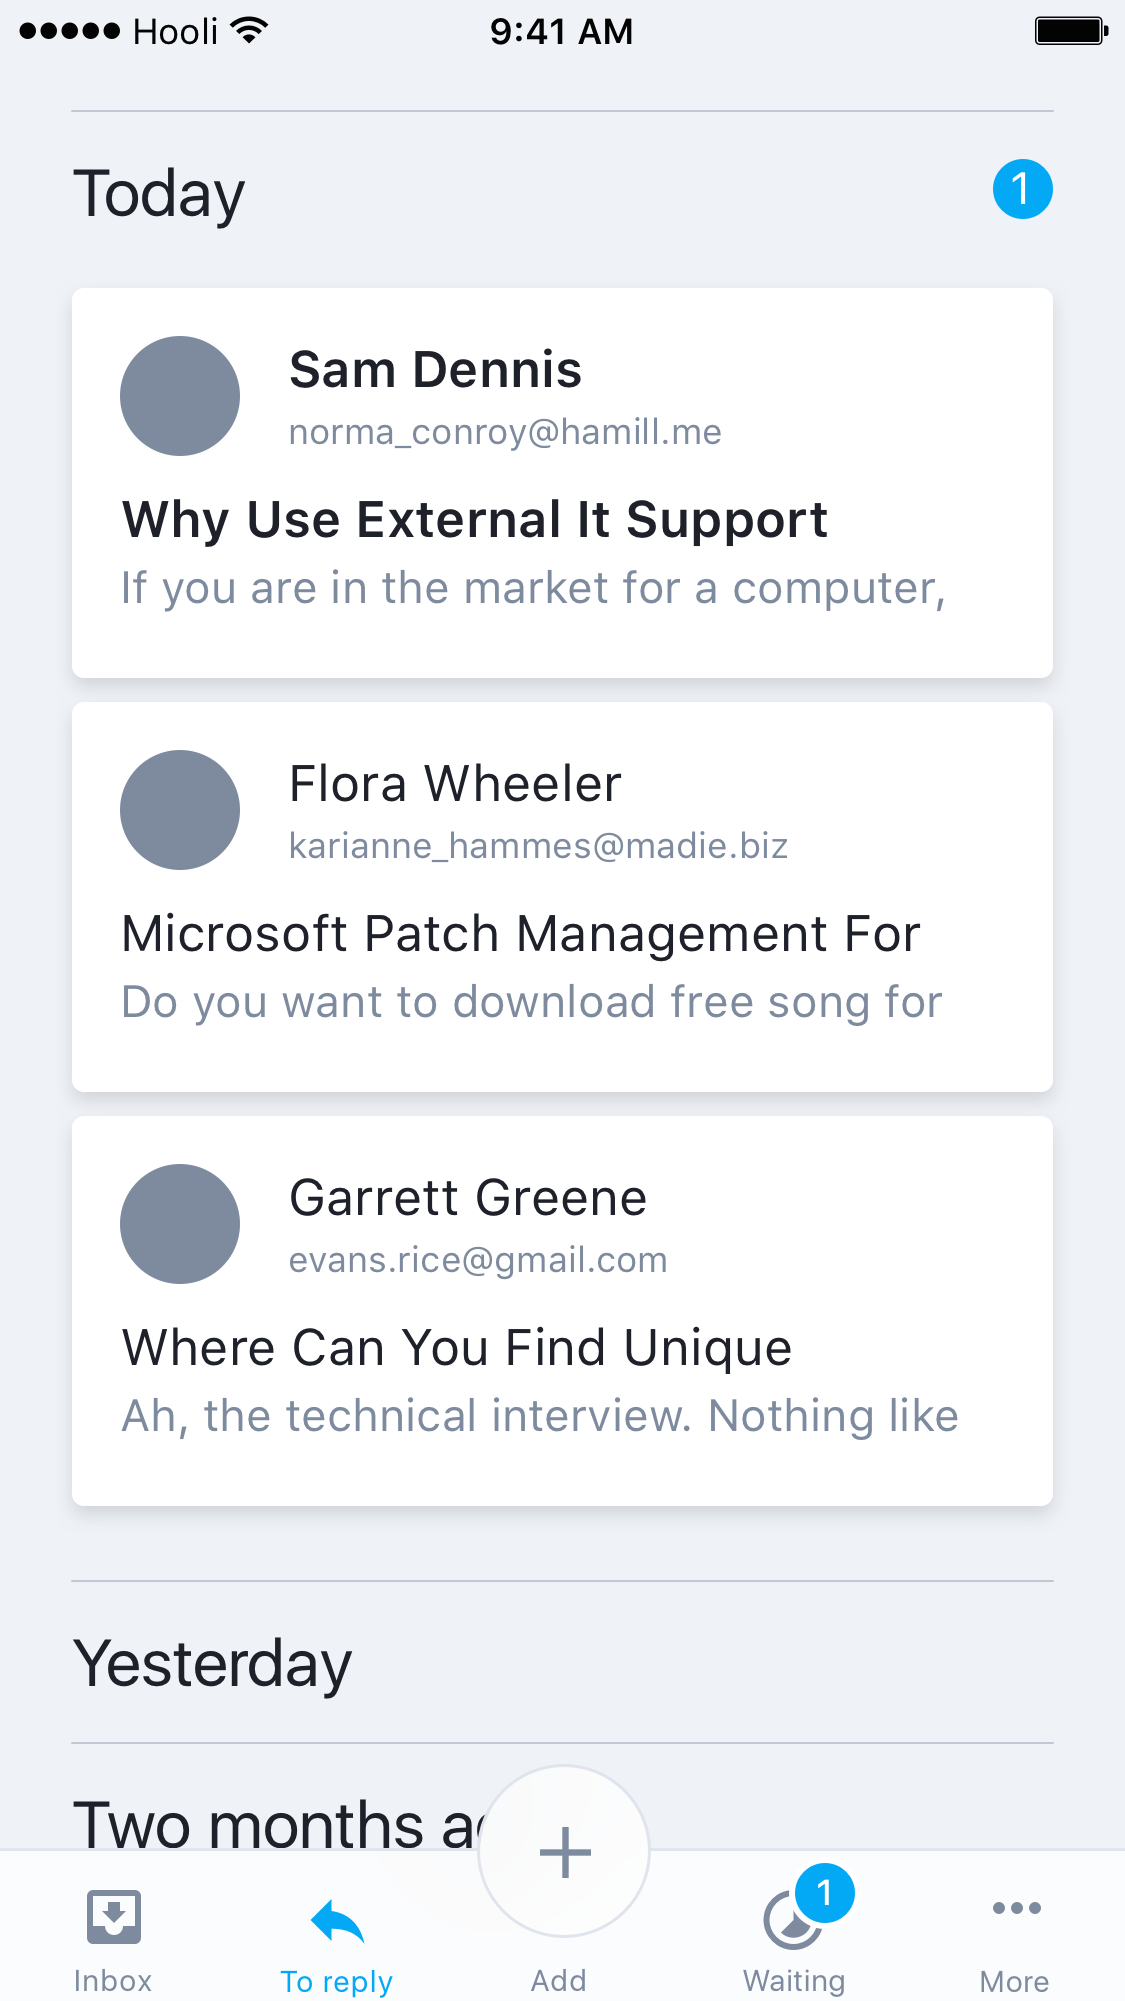 Hooli 9:41 AM
Today 1
Sam Dennis
norma_conroy@hamill.me
Why Use External It Support
If you are in the market for a computer,
Flora Wheeler
karianne_hammes@madie.biz
Microsoft Patch Management For
Do you want to download free song for
Garrett Greene
evans.rice@gmail.com
Where Can You Find Unique
Ah, the technical interview. Nothing like
Yesterday
Two months
1
Inbox To reply Add Waiting More